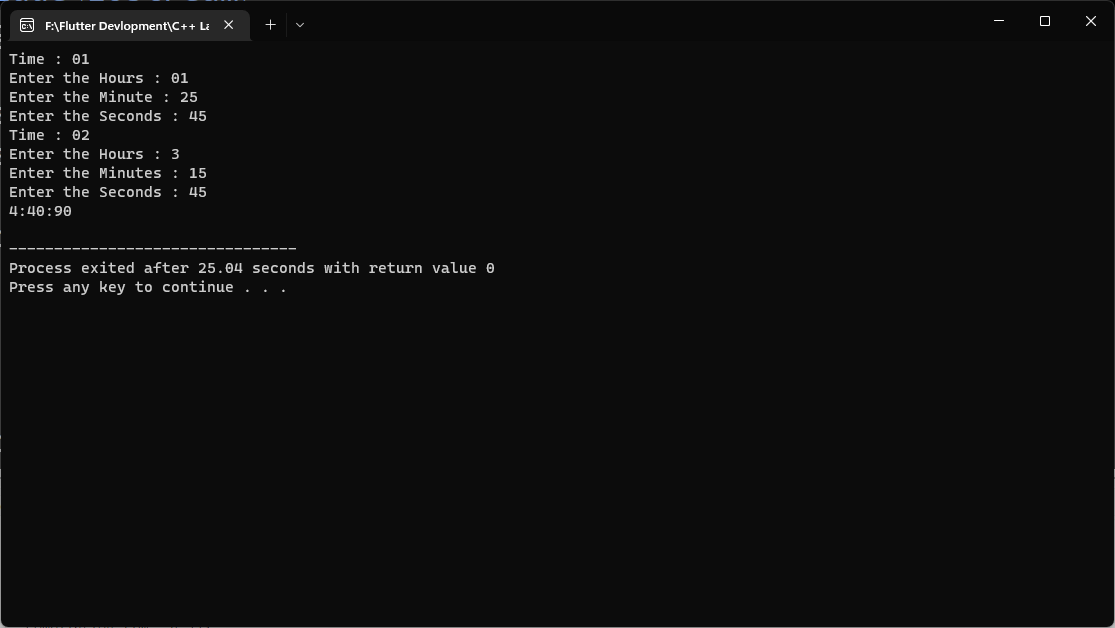 F:\Flutter Devlopment\C++ La
Time : 01
Enter the Hours : 01
Enter the Minute : 25
Enter the Seconds : 45
Time : 02
Enter the Hours : 3
Enter the Minutes : 15
Enter the Seconds : 45
4:40:90
--------------------------------
Process exited after 25.04 seconds with return value 0
Press any key to continue . . .